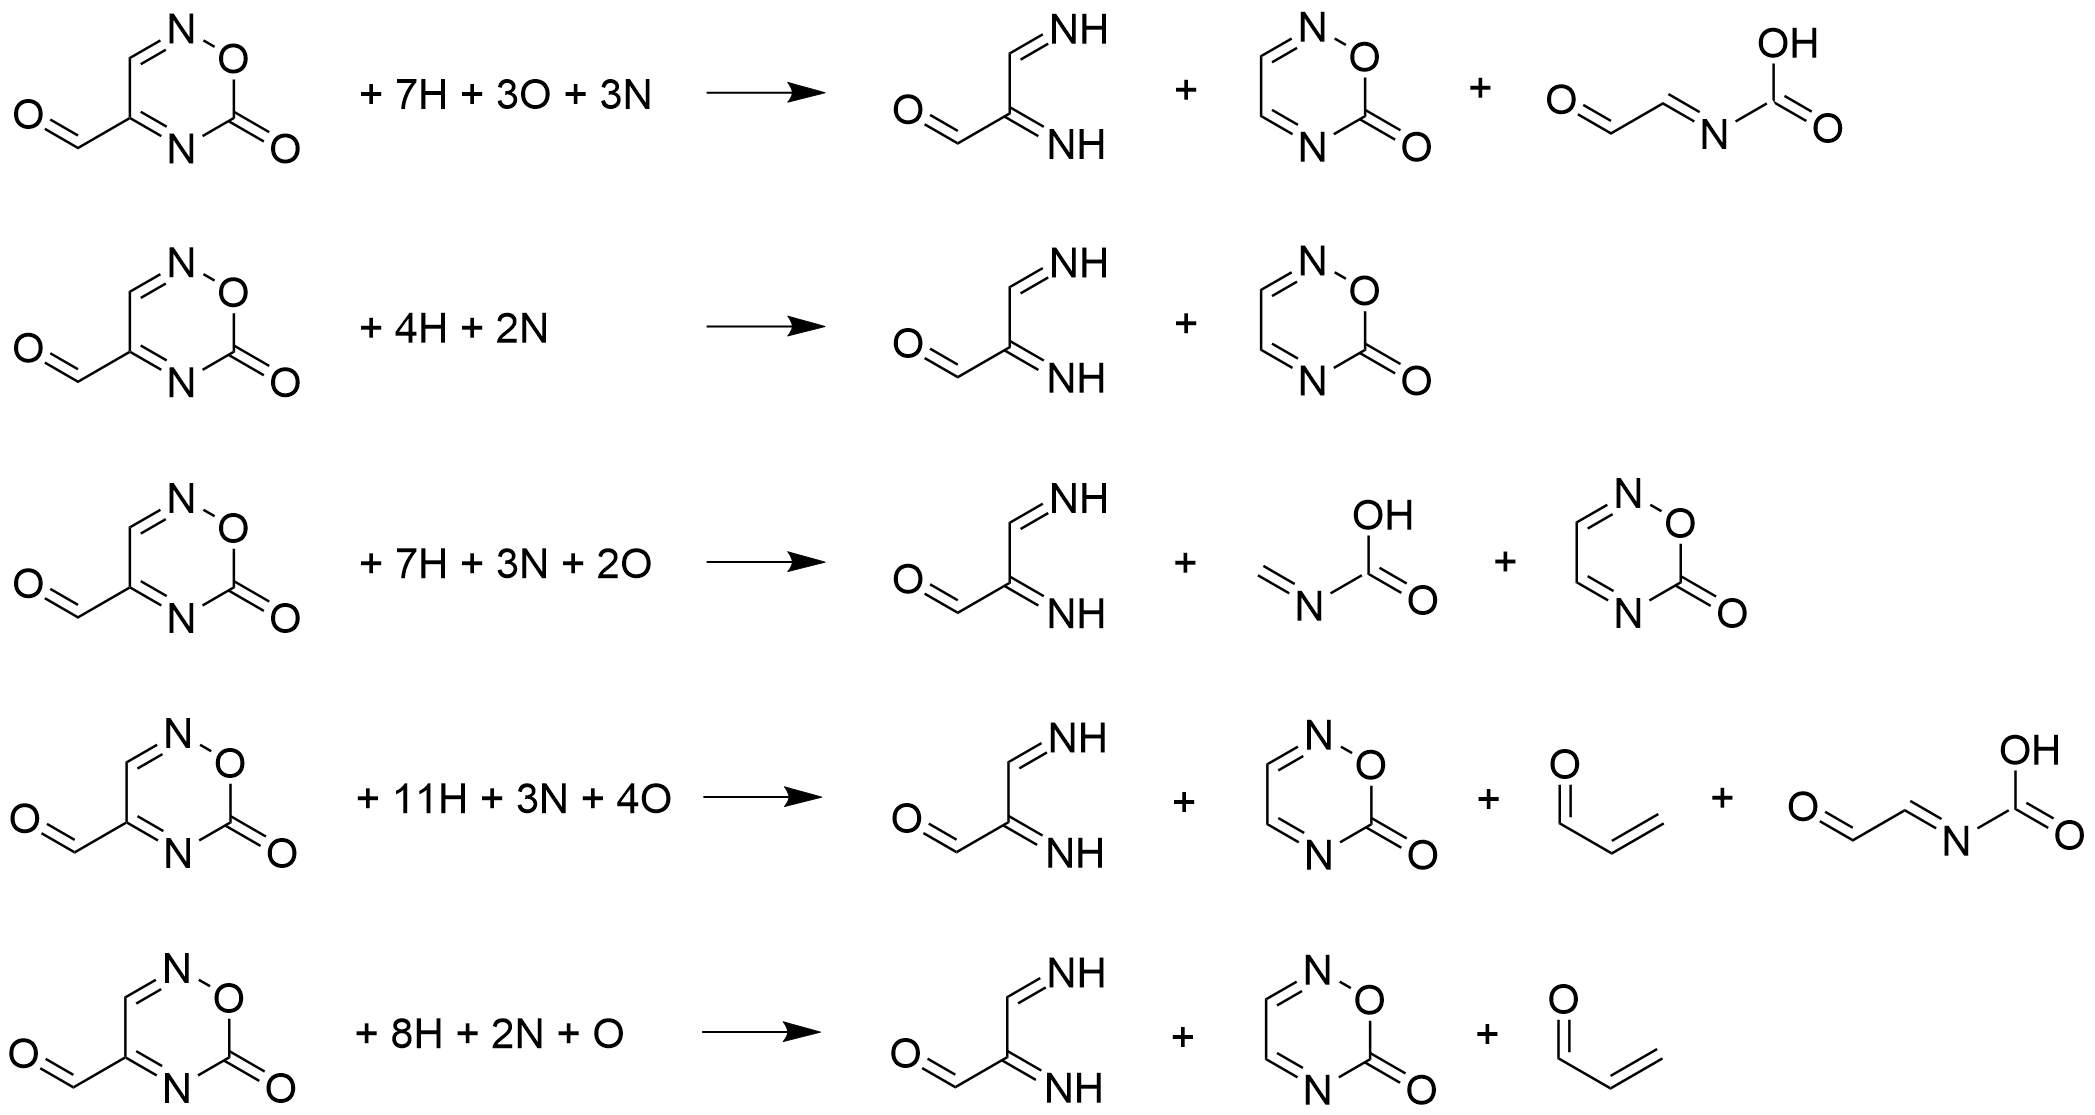 N NH N OH
O O
O + 7H + 3O + 3N O + + O
N O NH N O N O
N NH N
O O
O + 4H + 2N O +
N O NH N O
N NH OH N
O O
O + 7H + 3N + 2O O + +
N O NH N O N O
N NH N OH
O O O
O + 11H + 3N + 4O O + + + O
N O NH N O N O
N NH N
O O O
O + 8H + 2N + O O + +
N O NH N O